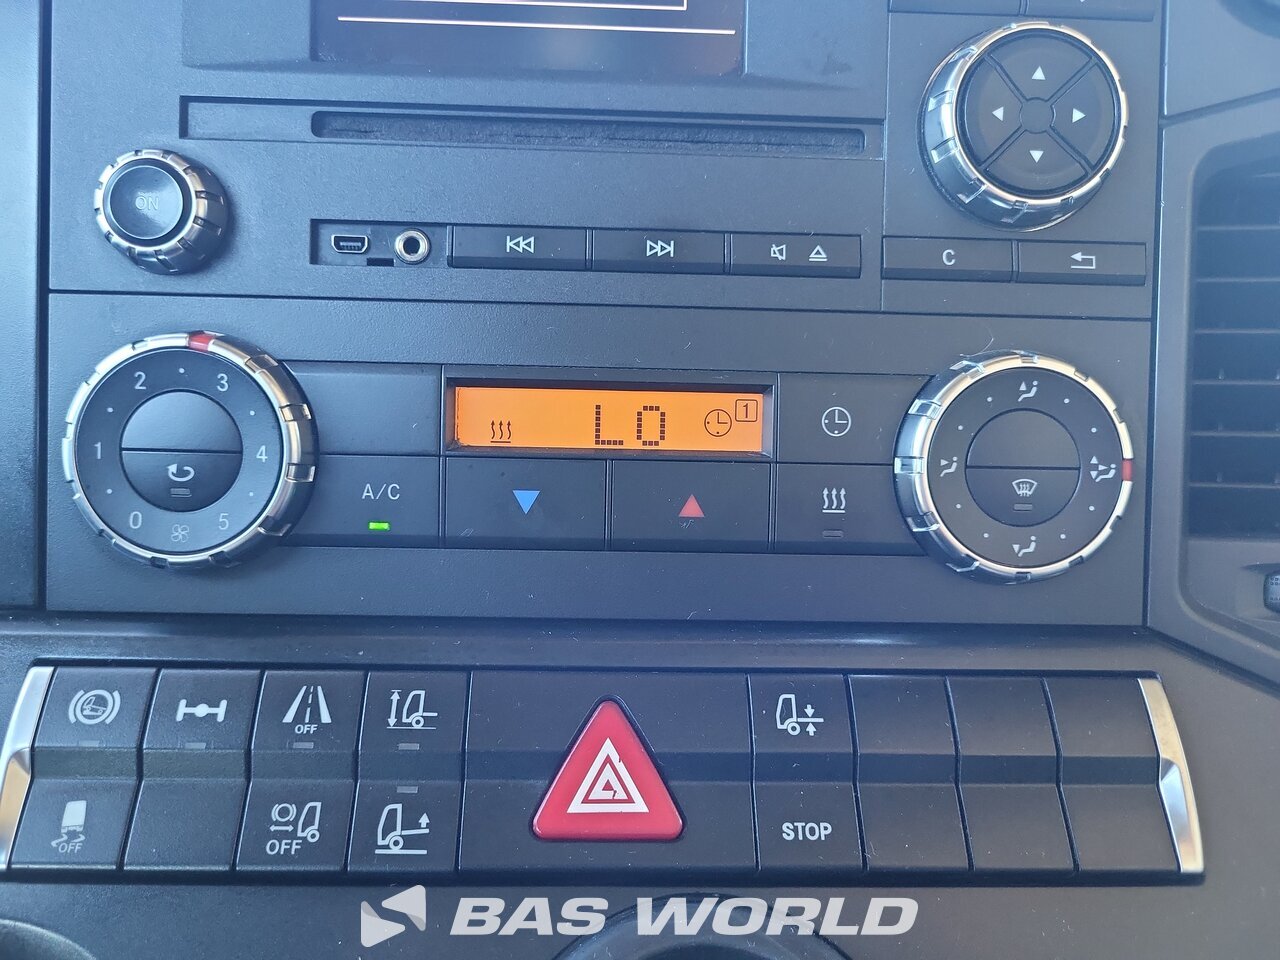 ON
C
2 3
1 4
0 5
LO 1
A/C
OFF
OFF
OFF
STOP
BAS WORLD